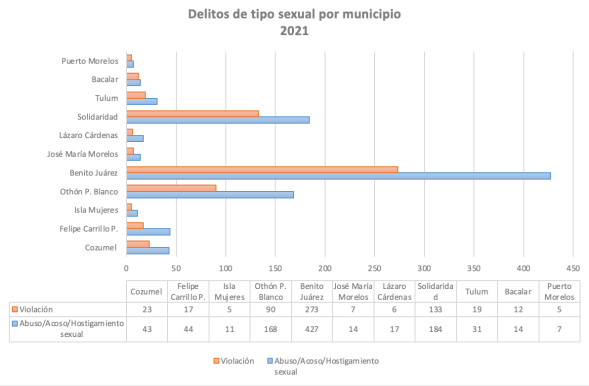 Delitos de tipo sexual por municipio
2021
Puerto Morelos
Bacalar
Tulum
Solidaridad
Lázaro Cárdenas
José María Morelos
Benito Juárez
Othón P. Blanco
Isla Mujeres
Felipe Carrillo P.
Cozumel
0 50 100 150 200 250 300 350 400 450
Cozumel Felipe Carrillo P. Isla Mujeres Othón P. Blanco Benito Juárez José María Morelos Lázaro Cárdenas Solidaridad Tulum Bacalar Puerto Morelos
Violación 23 17 5 90 273 7 6 133 19 12 5
Abuso/Acoso/Hostigamiento sexual 43 44 11 168 427 14 17 184 31 14 7
Violación Abuso/Acoso/Hostigamiento
sexual